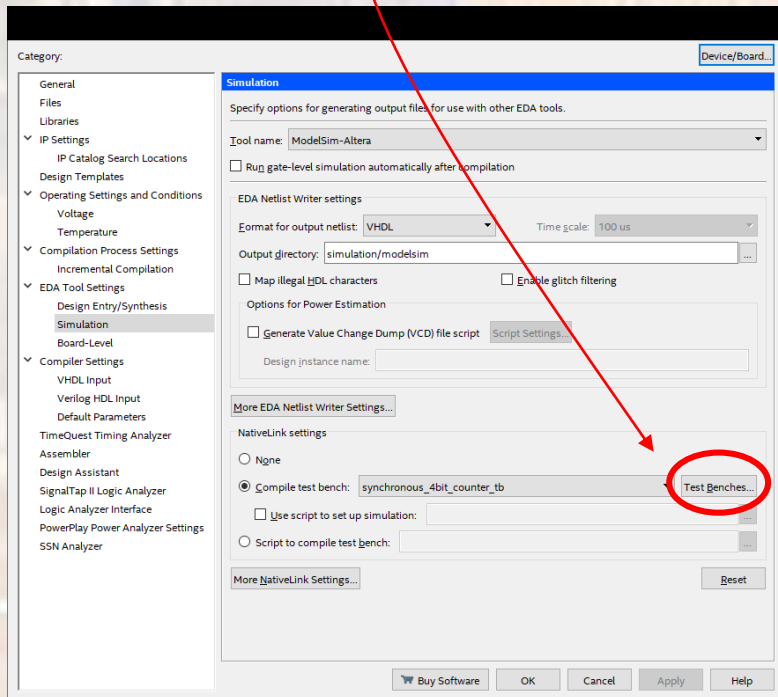 Category:
Device/Board...
General
Files
Libraries
IP Settings
IP Catalog Search Locations
Design Templates
Operating Settings and Conditions
Voltage
Temperature
Compilation Process Settings
Incremental Compilation
EDA Tool Settings
Design Entry/Synthesis
Simulation
Board-Level
Compiler Settings
VHDL Input
Verilog HDL Input
Default Parameters
TimeQuest Timing Analyzer
Assembler
Design Assistant
SignalTap II Logic Analyzer
Logic Analyzer Interface
PowerPlay Power Analyzer Settings
SSN Analyzer
Simulation
Specify options for generating output files for use with other EDA tools.
Tool name: ModelSim-Altera
Run gate-level simulation automatically after compilation
EDA Netlist Writer settings
Format for output netlist: VHDL Time scale: 100 us
Output directory: simulation/modelsim ...
Map illegal HDL characters Enable glitch filtering
Options for Power Estimation
Generate Value Change Dump (VCD) file script Script Settings...
Design instance name:
More EDA Netlist Writer Settings...
NativeLink settings
None
Compile test bench: synchronous_4bit_counter_tb Test Benches...
Use script to set up simulation: ...
Script to compile test bench: ...
More NativeLink Settings... Reset
Buy Software OK Cancel Apply Help